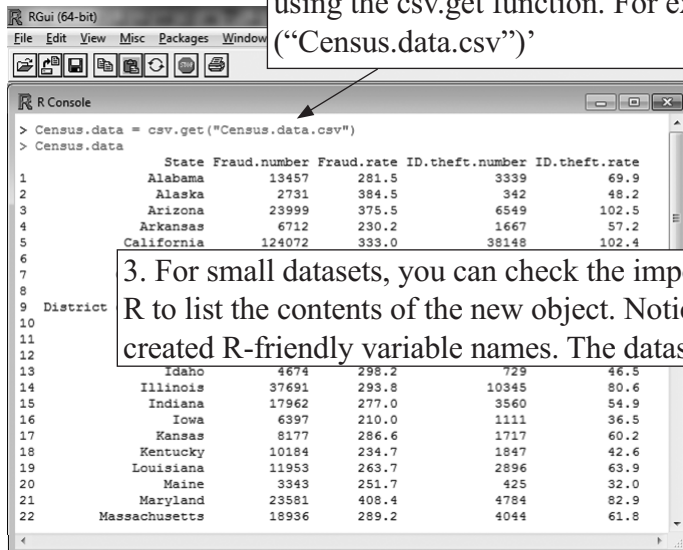 using the csv.get function. For ex
("Census.data.csv")'
RGui (64-bit)
File Edit View Misc Packages Window
R Console
> Census.data = csv.get("Census.data.csv")
> Census.data
State Fraud.number Fraud.rate ID.theft.number ID.theft.rate
1 Alabama 13457 281.5 3339 69.9
2 Alaska 2731 384.5 342 48.2
3 Arizona 23999 375.5 6549 102.5
4 Arkansas 6712 230.2 1667 57.2
5 California 124072 333.0 38148 102.4
6
7
8
9 District
10
11
12
3. For small datasets, you can check the impo
R to list the contents of the new object. Notic
created R-friendly variable names. The datas
13 Idaho 4674 298.2 729 46.5
14 Illinois 37691 293.8 10345 80.6
15 Indiana 17962 277.0 3560 54.9
16 Iowa 6397 210.0 1111 36.5
17 Kansas 8177 286.6 1717 60.2
18 Kentucky 10184 234.7 1847 42.6
19 Louisiana 11953 263.7 2896 63.9
20 Maine 3343 251.7 425 32.0
21 Maryland 23581 408.4 4784 82.9
22 Massachusetts 18936 289.2 4044 61.8